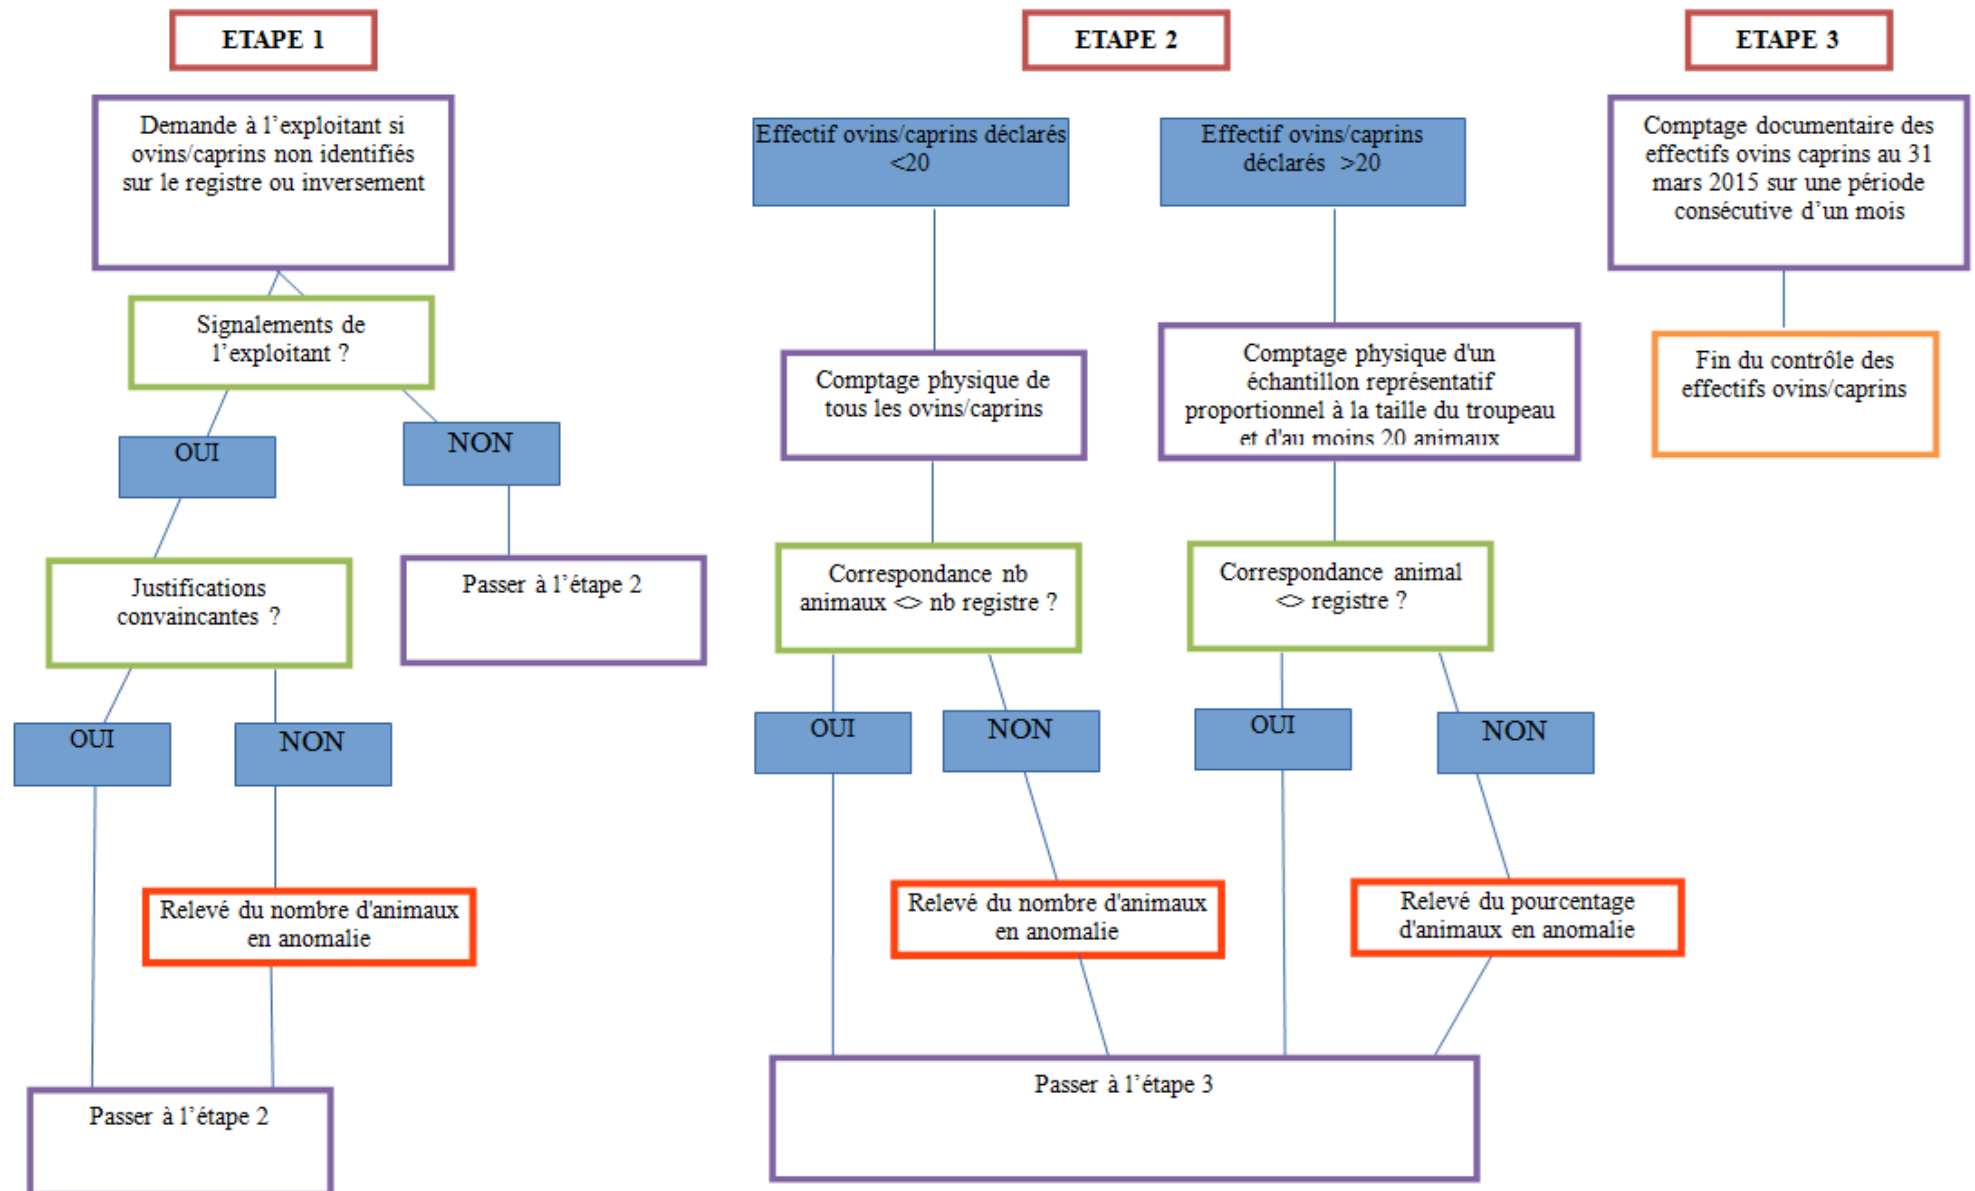 ETAPE 1
Demande à l’exploitant si
ovins/caprins non identifiés
sur le registre ou inversement
Signalements de
l’exploitant ?
OUI
NON
Justifications
convaincantes ?
Passer à l’étape 2
OUI
NON
Relevé du nombre d'animaux
en anomalie
Passer à l’étape 2
ETAPE 2
Effectif ovins/caprins déclarés
<20
Comptage physique de
tous les ovins/caprins
Correspondance nb
animaux <> nb registre ?
OUI
NON
Relevé du nombre d'animaux
en anomalie
Effectif ovins/caprins
déclarés >20
Comptage physique d'un
échantillon représentatif
proportionnel à la taille du troupeau
et d'au moins 20 animaux
Correspondance animal
<> registre ?
OUI
NON
Relevé du pourcentage
d'animaux en anomalie
Passer à l’étape 3
ETAPE 3
Comptage documentaire des
effectifs ovins caprins au 31
mars 2015 sur une période
consécutive d’un mois
Fin du contrôle des
effectifs ovins/caprins